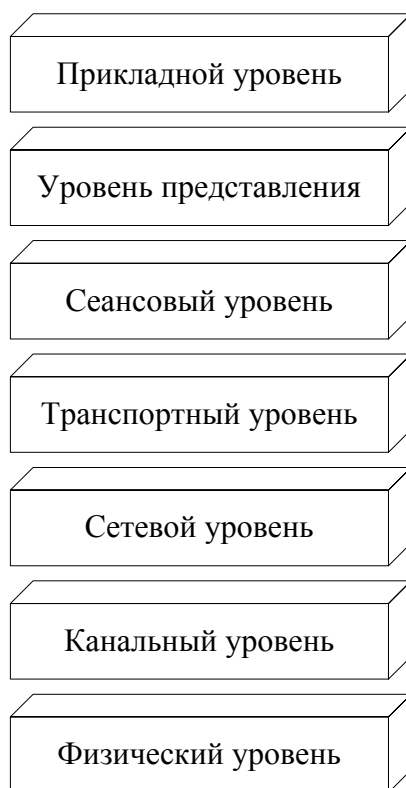 Прикладной уровень
Уровень представления
Сеансовый уровень
Транспортный уровень
Сетевой уровень
Канальный уровень
Физический уровень